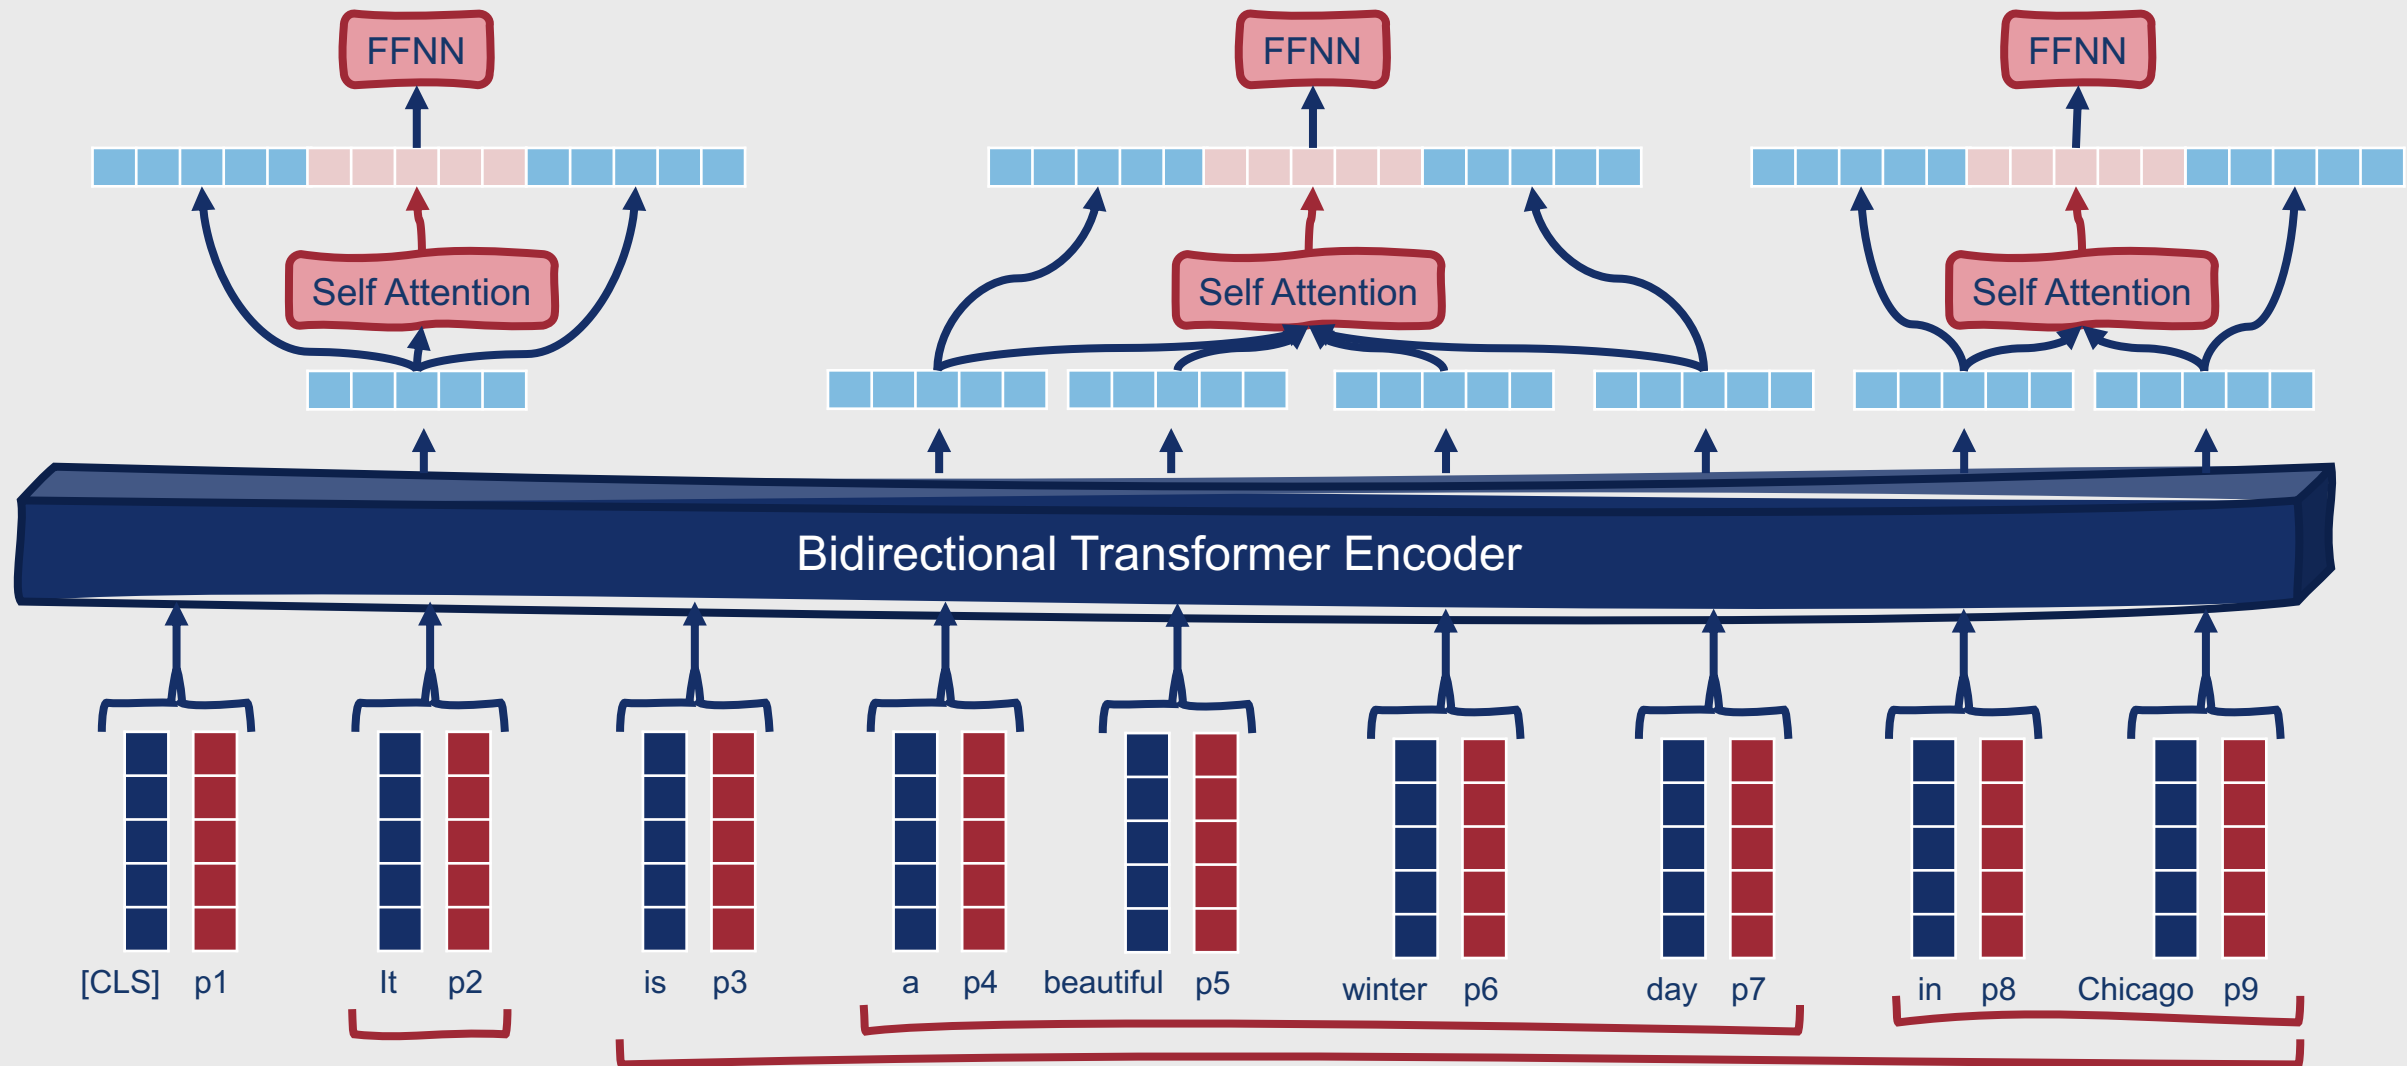 FFNN FFNN FFNN
Self Attention Self Attention Self Attention
Bidirectional Transformer Encoder
[CLS] p1 It p2 is p3 a p4 beautiful p5 winter p6 day p7 in p8 Chicago p9